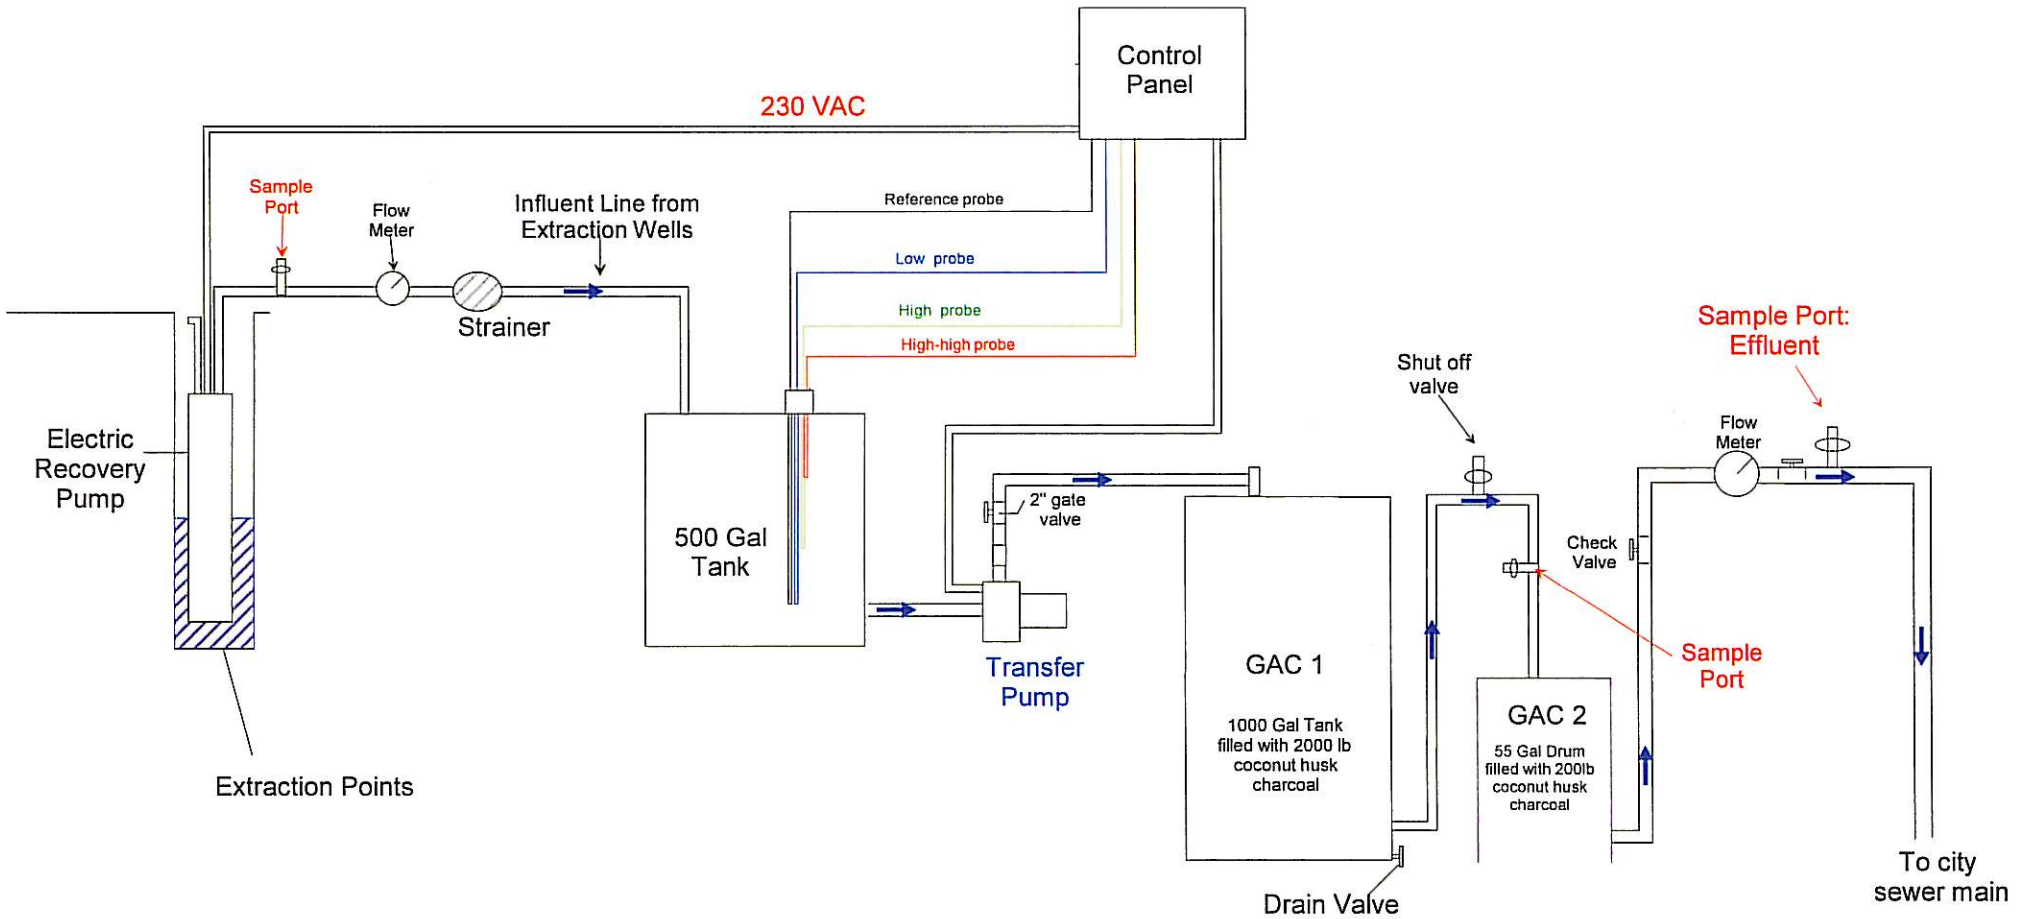 Control
Panel
230 VAC
Sample
Port
Flow
Meter
Influent Line from
Extraction Wells
Reference probe
Low probe
High probe
High-high probe
Strainer
Electric
Recovery
Pump
500 Gal
Tank
2" gate
valve
Transfer
Pump
Extraction Points
GAC 1
1000 Gal Tank
filled with 2000 lb
coconut husk
charcoal
Drain Valve
Shut off
valve
Sample
Port
GAC 2
55 Gal Drum
filled with 200lb
coconut husk
charcoal
Check
Valve
Flow
Meter
Sample Port:
Effluent
To city
sewer main